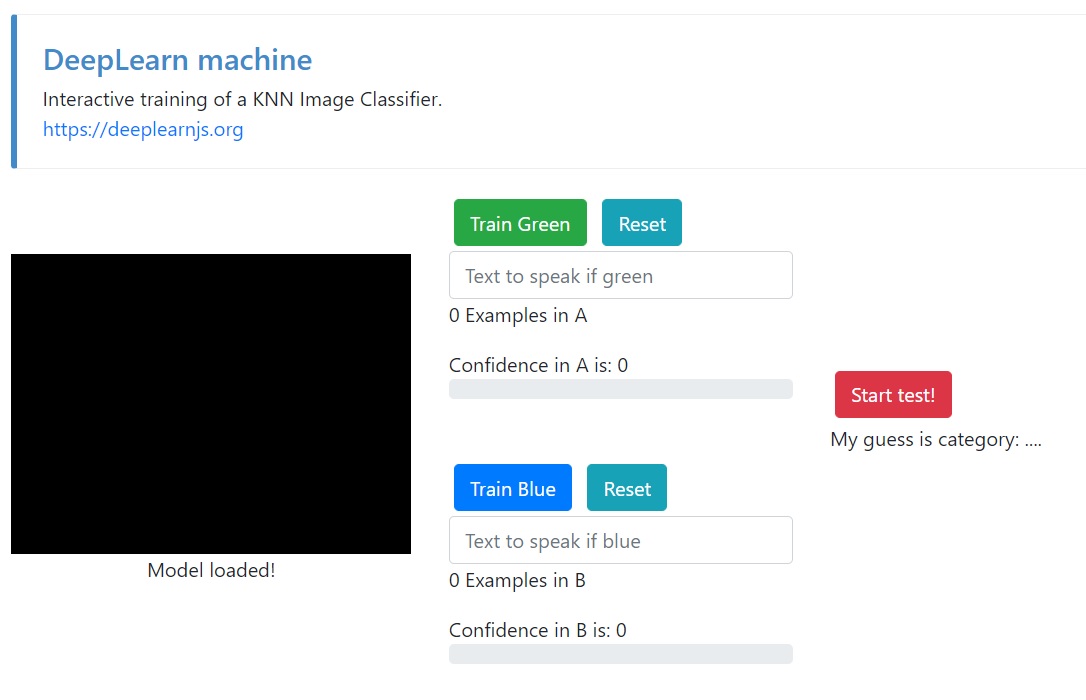 DeepLearn machine
Interactive training of a KNN Image Classifier.
https://deeplearnjs.org
Train Green Reset
Text to speak if green
0 Examples in A
Confidence in A is: 0
Train Blue Reset
Text to speak if blue
0 Examples in B
Confidence in B is: 0
Model loaded!
Start test!
My guess is category: ....